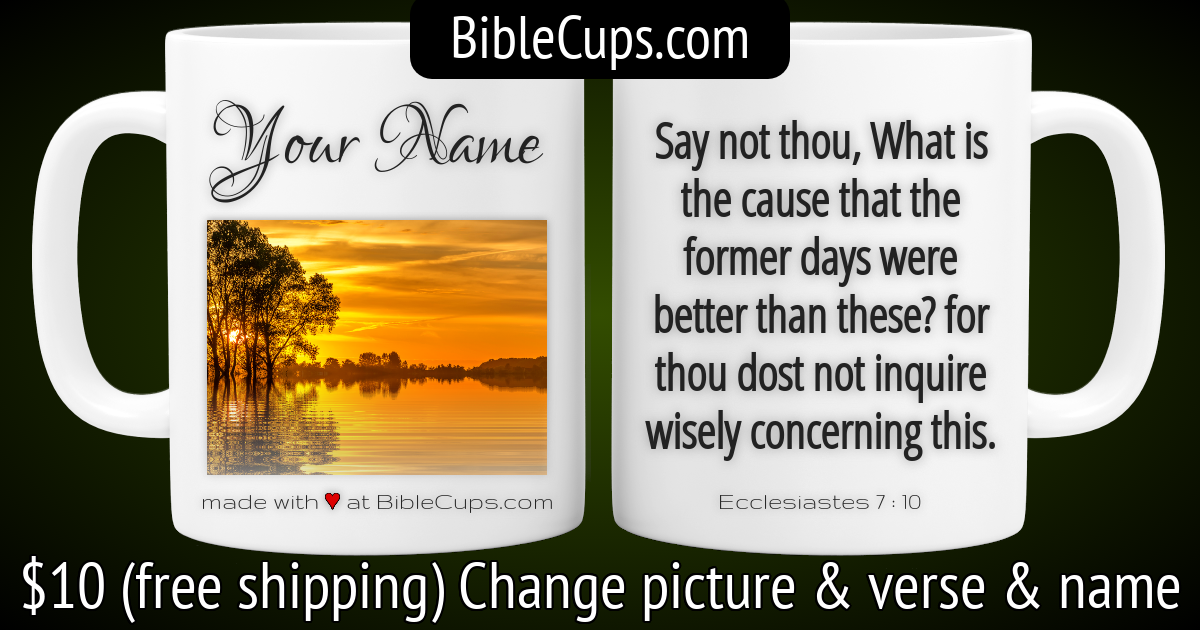 BibleCups.com
Your Name
made with ♥ at BibleCups.com
Say not thou, What is
the cause that the
former days were
better than these? for
thou dost not inquire
wisely concerning this.
Ecclesiastes 7 : 10
$10 (free shipping) Change picture & verse & name